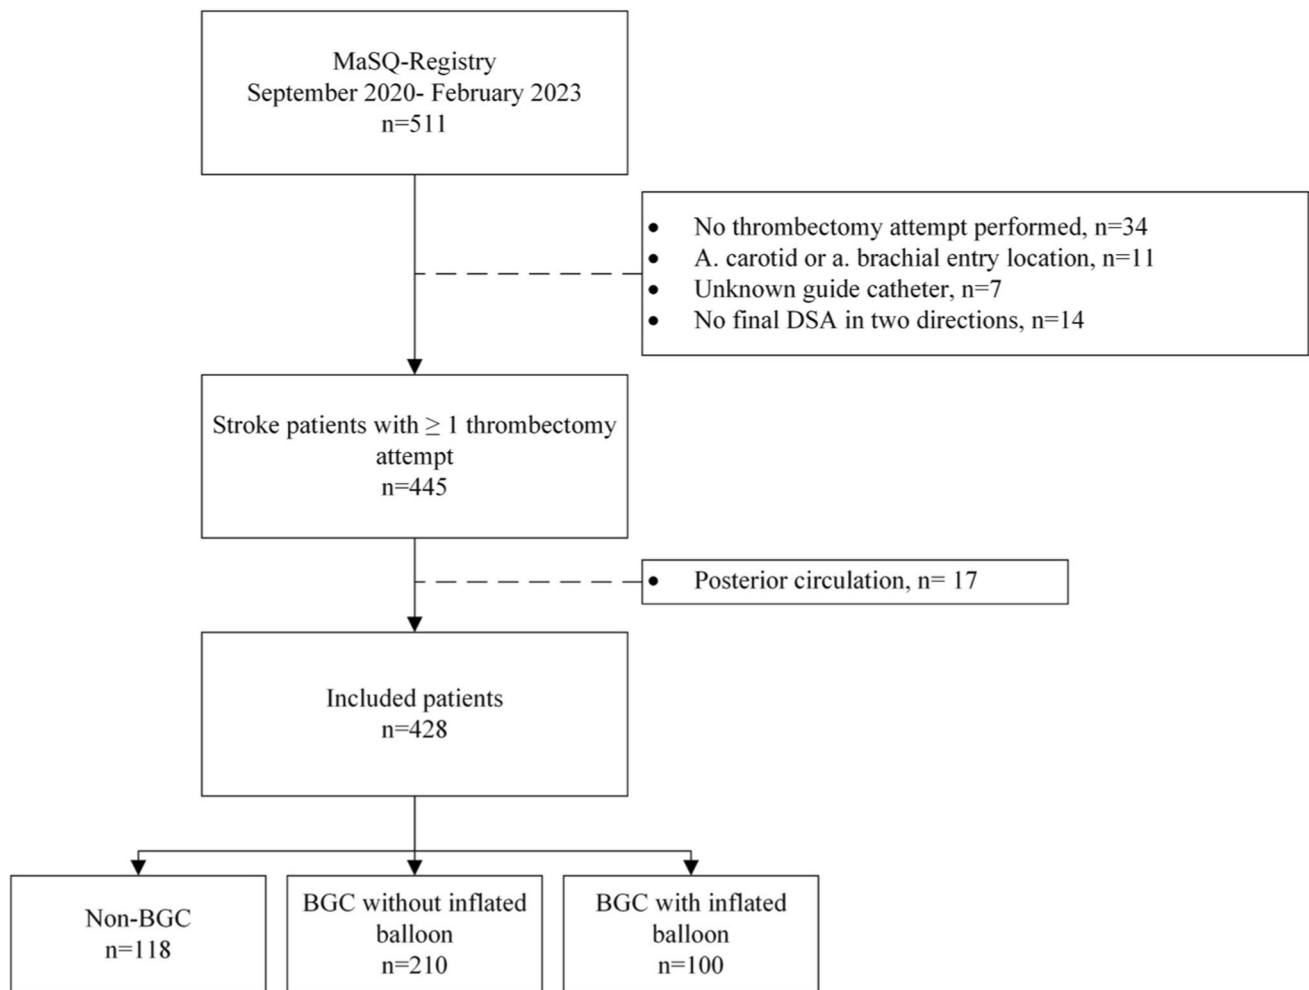 MaSQ-Registry
September 2020- February 2023
n=511
• No thrombectomy attempt performed, n=34
• A. carotid or a. brachial entry location, n=11
• Unknown guide catheter, n=7
• No final DSA in two directions, n=14
Stroke patients with ≥ 1 thrombectomy
attempt
n=445
• Posterior circulation, n= 17
Included patients
n=428
Non-BGC
n=118
BGC without inflated
balloon
n=210
BGC with inflated
balloon
n=100